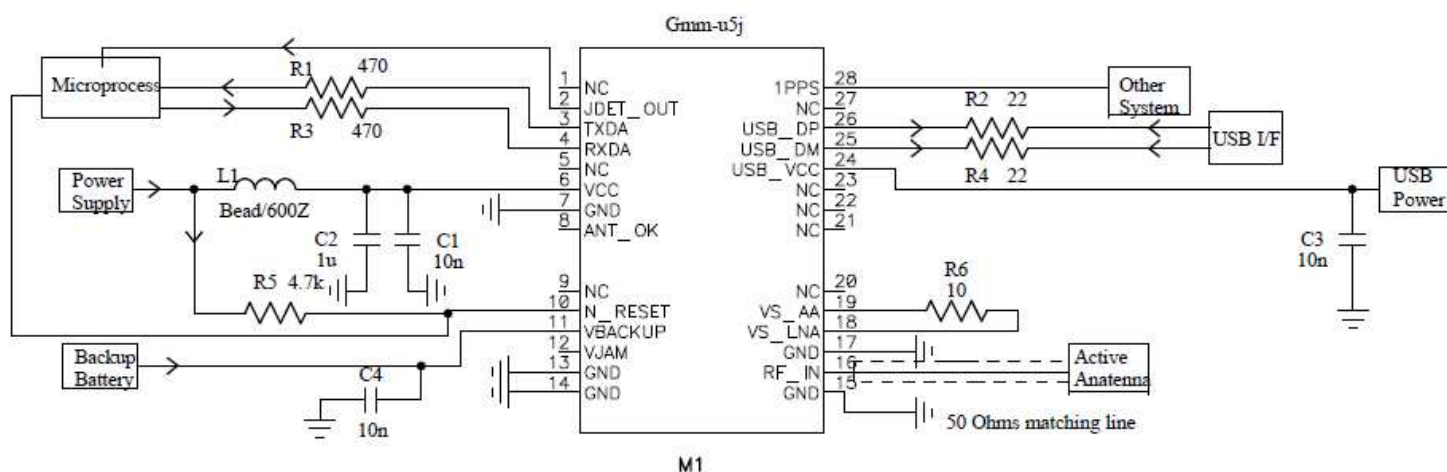 Gmm-u5j
Microprocess
R1 470
R3 470
Power
Supply
L1
Bead/600Z
C2
1u
C1
10n
R5 4.7k
Backup
Battery
C4
10n
1 NC
2 JDET_OUT
3 TXDA
4 RXDA
5 NC
6 VCC
7 GND
8 ANT_OK
9 NC
10 N_RESET
11 VBACKUP
12 VJAM
13 GND
14 GND
1PPS 28
NC 27
USB_DP 26
USB_DM 25
USB_VCC 24
NC 23
NC 22
NC 21
NC 20
VS_AA 19
VS_LNA 18
GND 17
RF_IN 16
GND 15
Other
System
R2 22
R4 22
USB I/F
USB
Power
C3
10n
R6
10
Active
Anatenna
50 Ohms matching line
M1